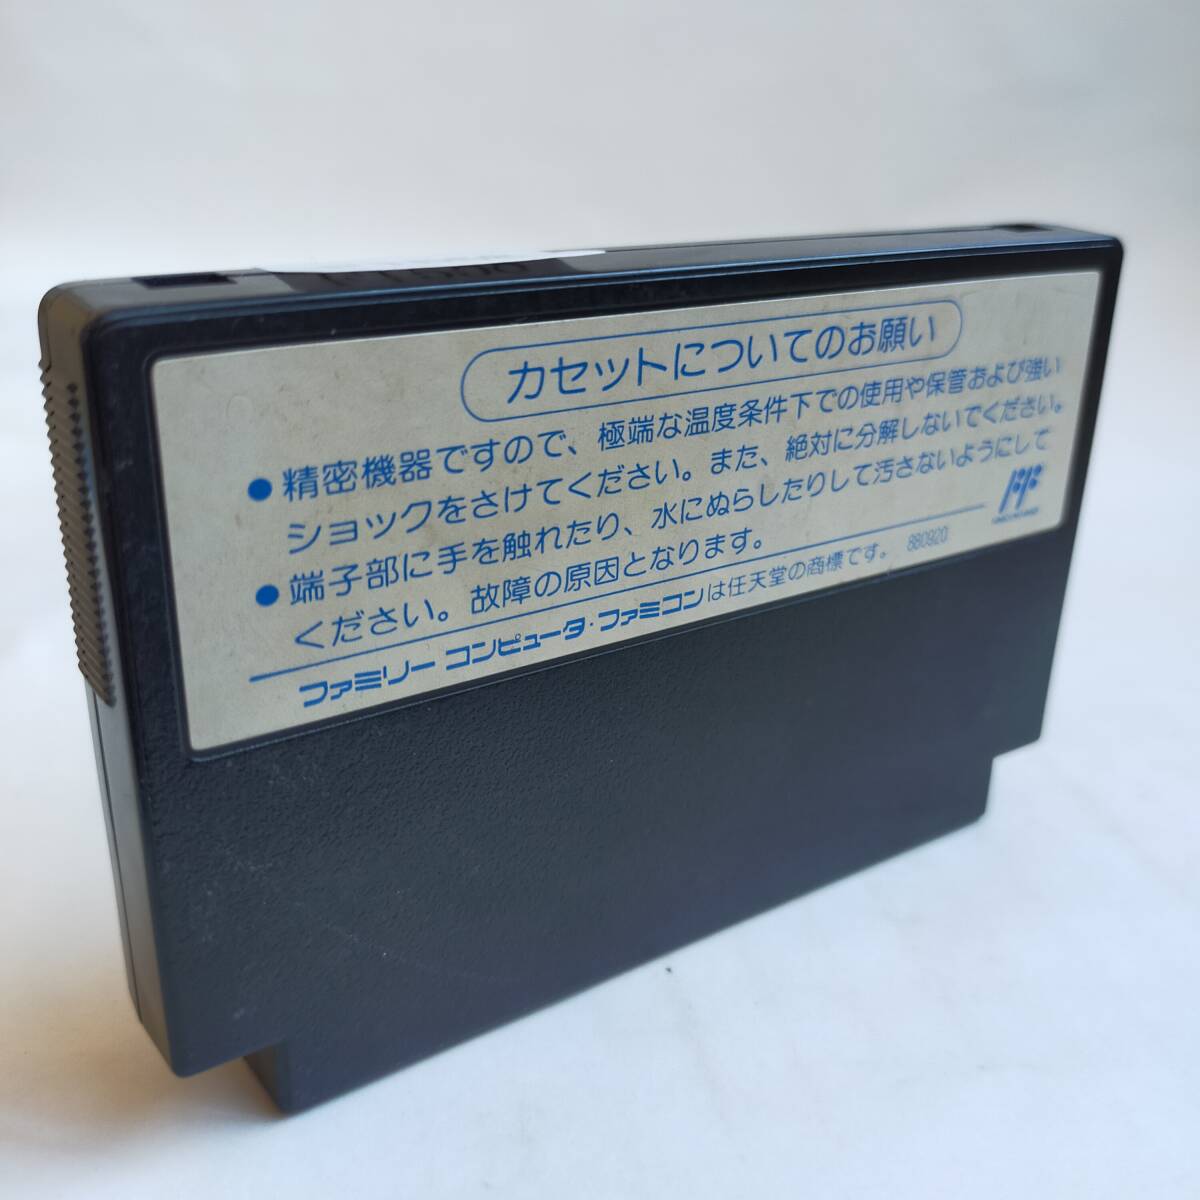 カセットについてのお願い
●精密機器ですので、極端な温度条件下での使用や保管および強い
ショックをさけてください。また、絶対に分解しないでください。
●端子部に手を触れたり、水にぬらしたりして汚さないようにして
ください。故障の原因となります。
ファミリー コンピュータ・ファミコンは任天堂の商標です。 880920